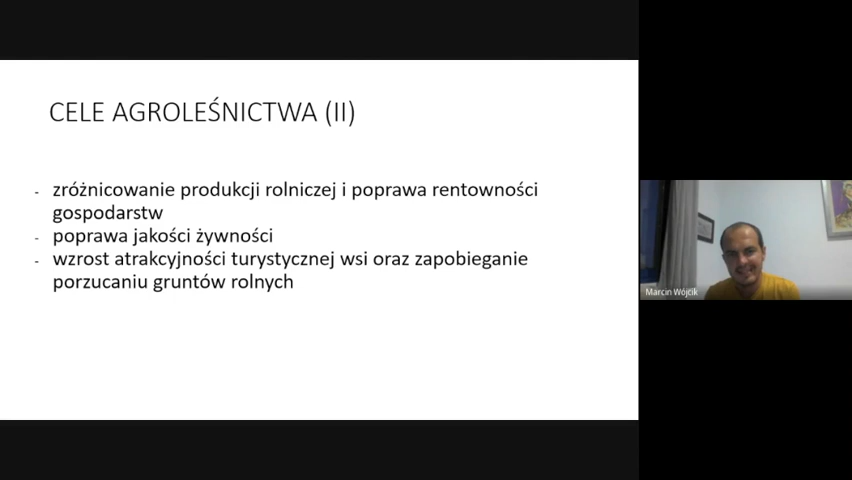 CELE AGROLEŚNICTWA (II)
- zróżnicowanie produkcji rolniczej i poprawa rentowności
gospodarstw
- poprawa jakości żywności
- wzrost atrakcyjności turystycznej wsi oraz zapobieganie
porzucaniu gruntów rolnych
Marcin Wójcik